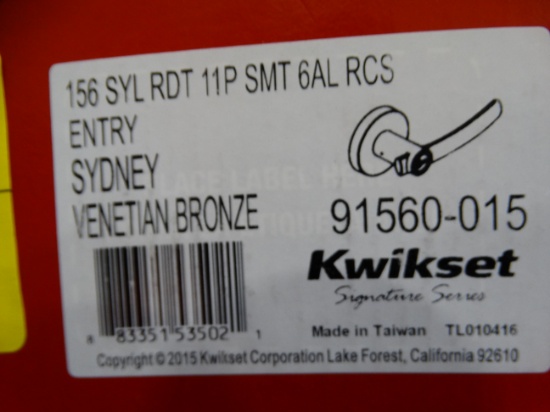 156 SYL RDT 11P SMT 6AL RCS
ENTRY
SYDNEY
VENETIAN BRONZE
91560-015
Kwikset
Signature Series
8 83351 53502 1
Made in Taiwan TL010416
Copyright © 2015 Kwikset Corporation Lake Forest, California 92610